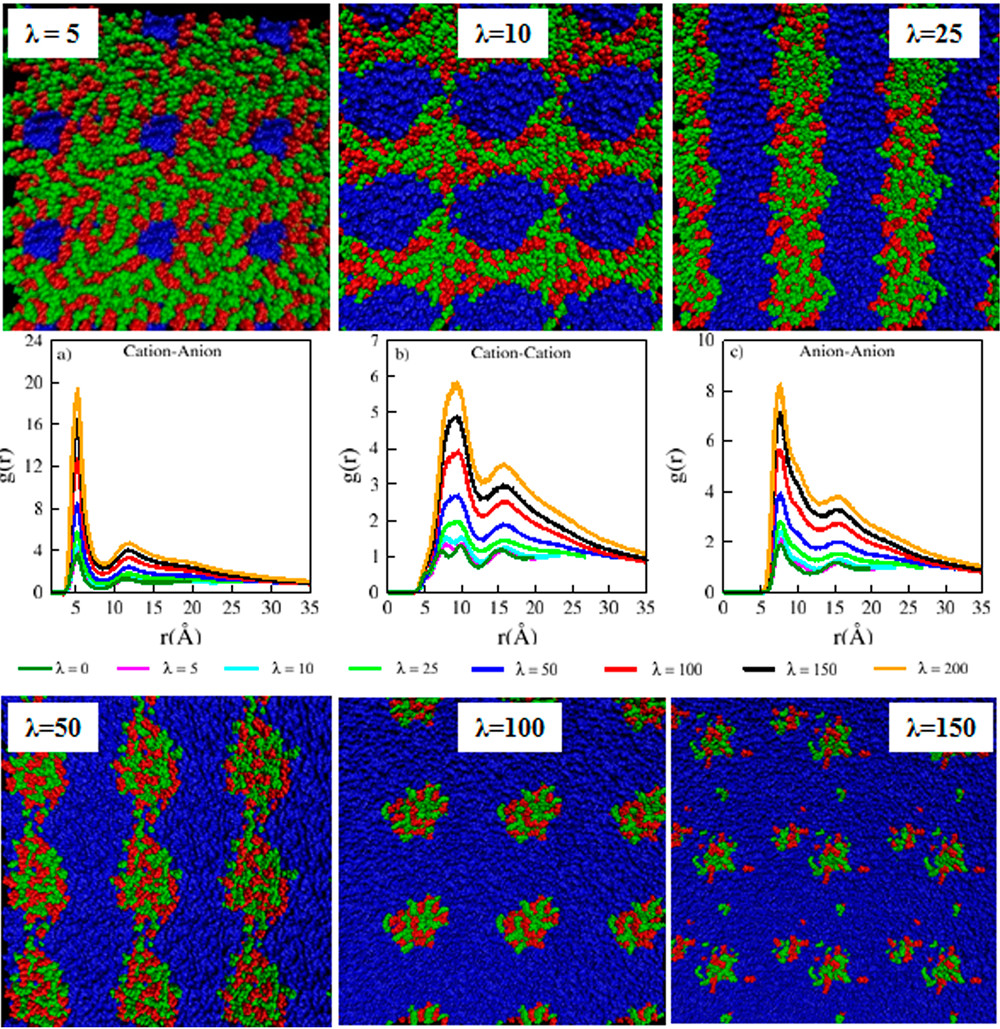 λ = 5
λ=10
λ=25
a) Cation-Anion
24
20
16
12
8
4
0
g(r)
0 5 10 15 20 25 30 35
r(Å)
b) Cation-Cation
7
6
5
4
3
2
1
0
g(r)
0 5 10 15 20 25 30 35
r(Å)
c) Anion-Anion
10
8
6
4
2
0
g(r)
0 5 10 15 20 25 30 35
r(Å)
λ = 0 λ = 5 λ = 10 λ = 25 λ = 50 λ = 100 λ = 150 λ = 200
λ=50
λ=100
λ=150